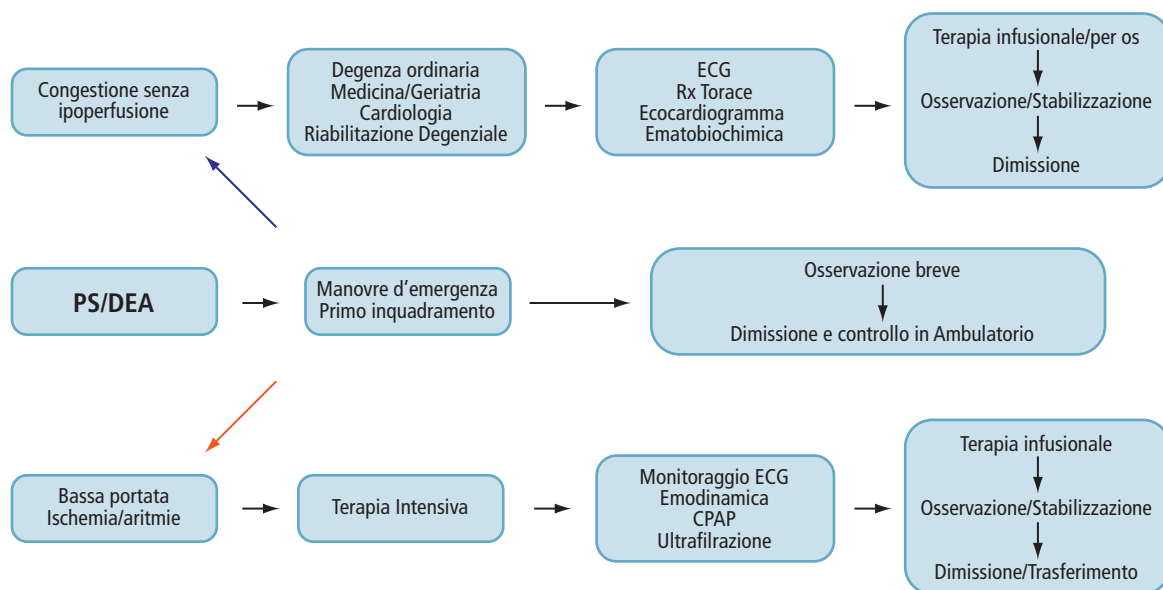 Congestione senza
ipoperfusione
Degenza ordinaria
Medicina/Geriatria
Cardiologia
Riabilitazione Degenziale
ECG
Rx Torace
Ecocardiogramma
Ematobiochimica
Terapia infusionale/per os
Osservazione/Stabilizzazione
Dimissione
PS/DEA
Manovre d'emergenza
Primo inquadramento
Osservazione breve
Dimissione e controllo in Ambulatorio
Bassa portata
Ischemia/aritmie
Terapia Intensiva
Monitoraggio ECG
Emodinamica
CPAP
Ultrafilrazione
Terapia infusionale
Osservazione/Stabilizzazione
Dimissione/Trasferimento